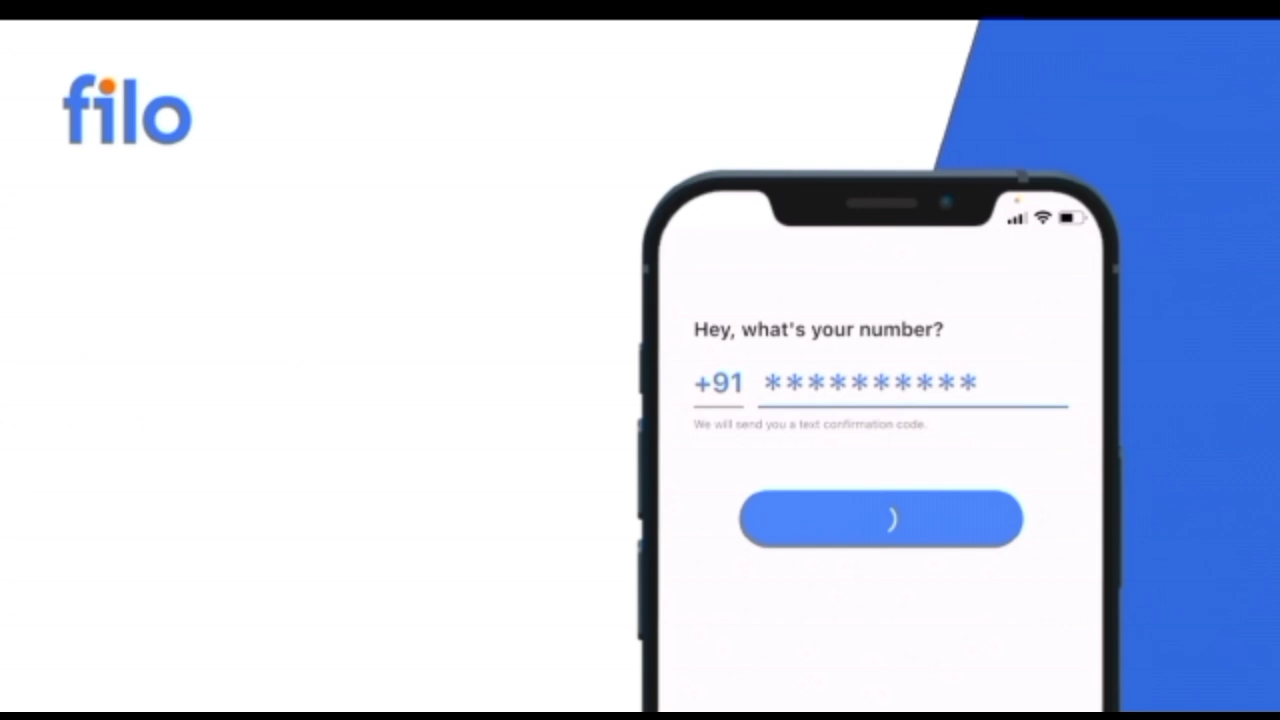 filo
Hey, what's your number?
+91 **********
We will send you a text confirmation code.